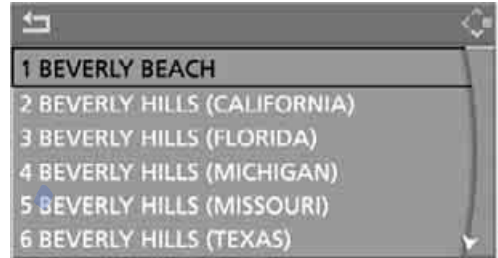 1 BEVERLY BEACH
2 BEVERLY HILLS (CALIFORNIA)
3 BEVERLY HILLS (FLORIDA)
4 BEVERLY HILLS (MICHIGAN)
5 BEVERLY HILLS (MISSOURI)
6 BEVERLY HILLS (TEXAS)